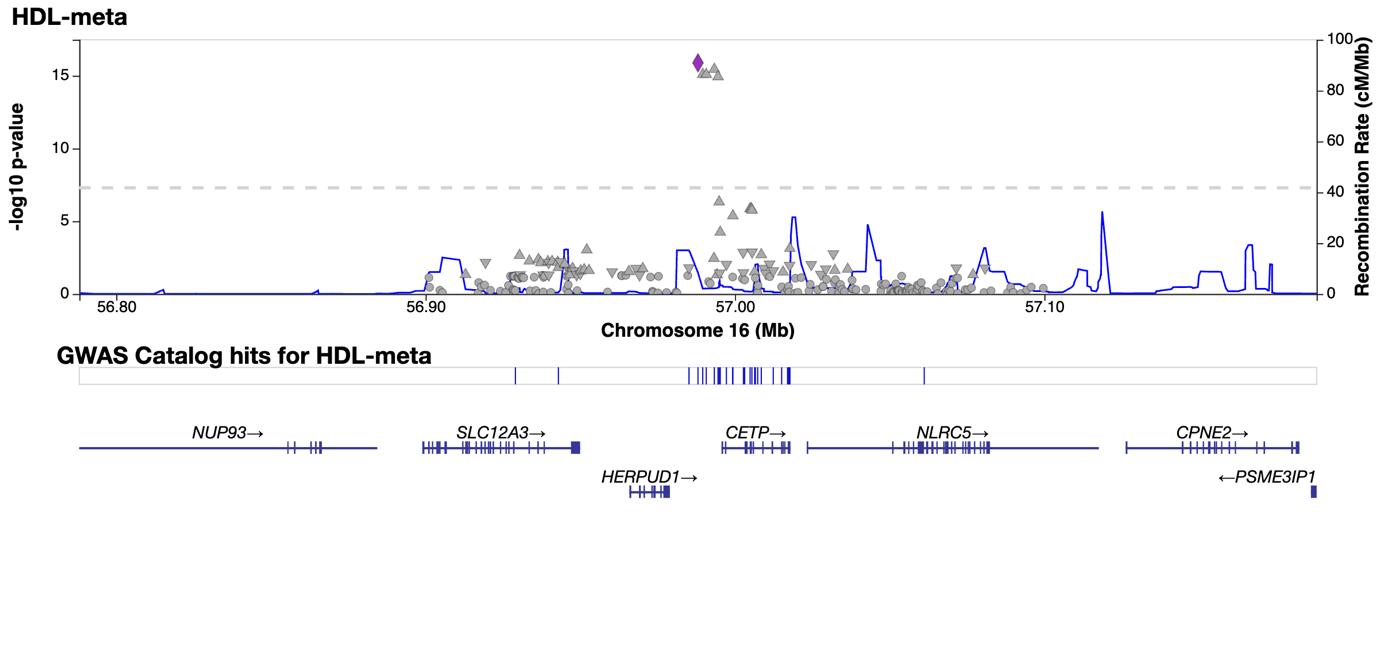 HDL-meta
100
15
80
10
60
40
5
20
0
0
-log10 p-value
Recombination Rate (cM/Mb)
56.80
56.90
57.00
57.10
Chromosome 16 (Mb)
GWAS Catalog hits for HDL-meta
NUP93→
SLC12A3→
CETP→
NLRC5→
CPNE2→
HERPUD1→
←PSME3IP1